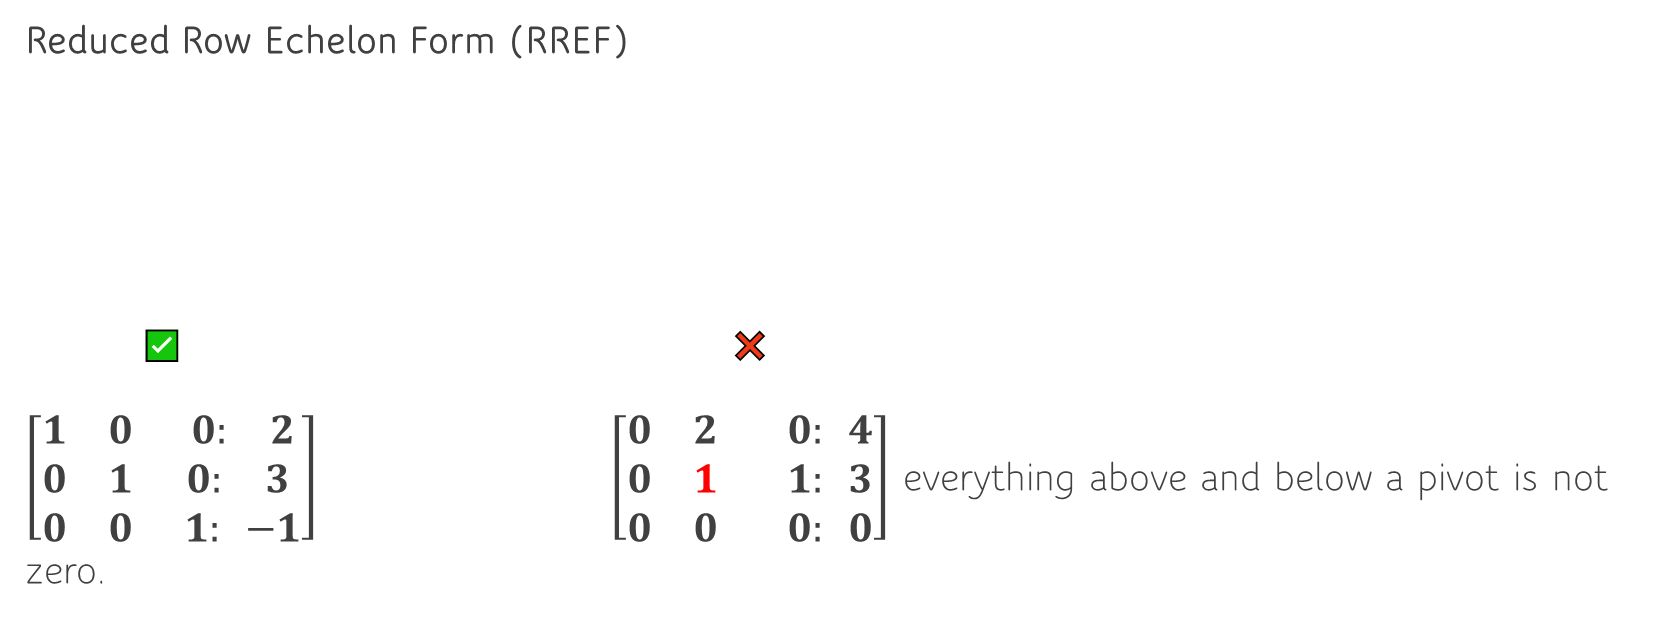 Reduced Row Echelon Form (RREF)
[1 0 0: 2]
[0 1 0: 3]
[0 0 1: −1]
[0 2 0: 4]
[0 1 1: 3] everything above and below a pivot is not
[0 0 0: 0]
zero.